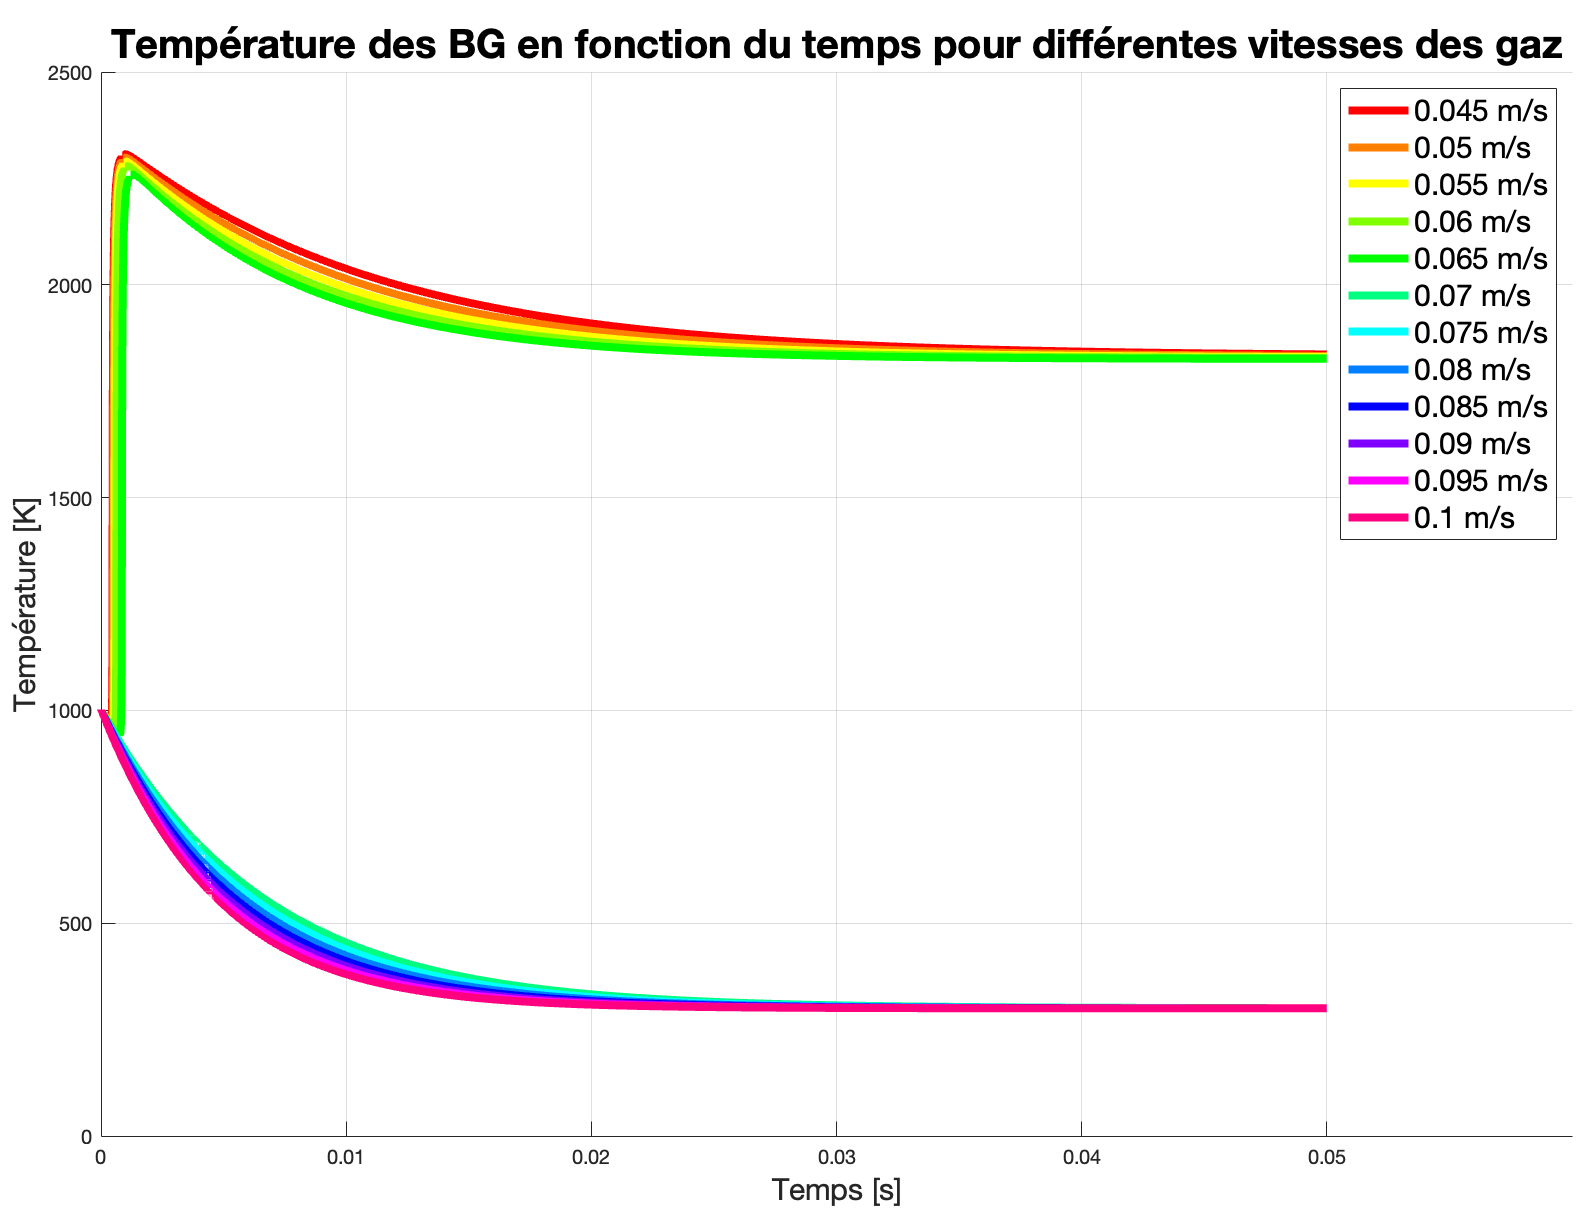 Température des BG en fonction du temps pour différentes vitesses des gaz
2500
2000
1500
1000
500
0
Température [K]
0 0.01 0.02 0.03 0.04 0.05
Temps [s]
0.045 m/s
0.05 m/s
0.055 m/s
0.06 m/s
0.065 m/s
0.07 m/s
0.075 m/s
0.08 m/s
0.085 m/s
0.09 m/s
0.095 m/s
0.1 m/s